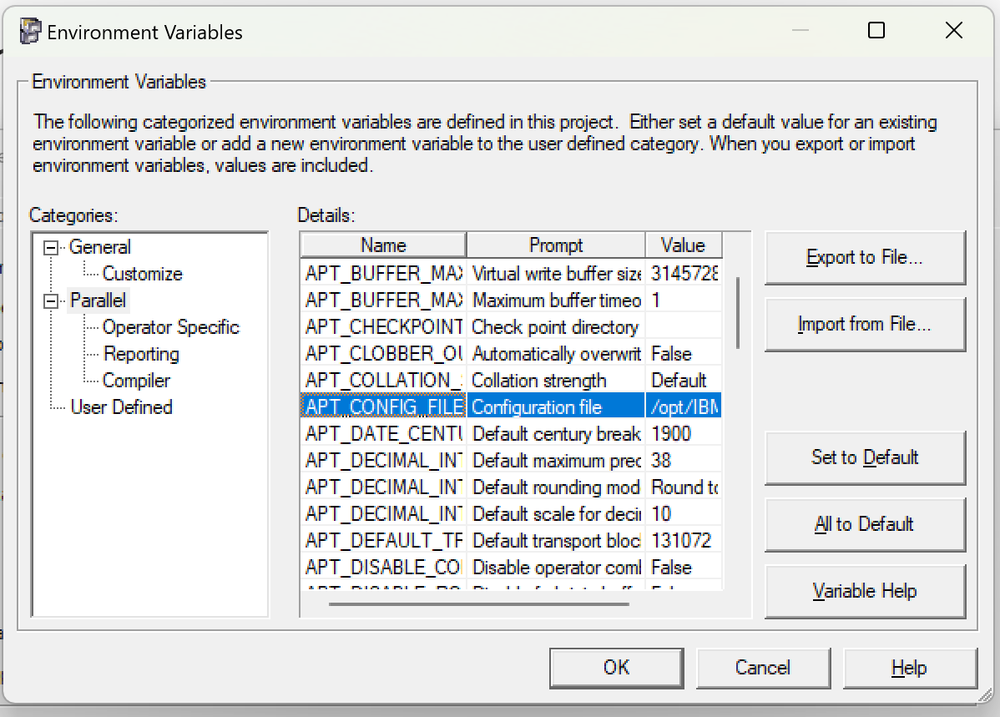 Environment Variables
Environment Variables
The following categorized environment variables are defined in this project.  Either set a default value for an existing
environment variable or add a new environment variable to the user defined category. When you export or import
environment variables, values are included.
Categories:
General
Customize
Parallel
Operator Specific
Reporting
Compiler
User Defined
Details:
Name Prompt Value
APT_BUFFER_MAX Virtual write buffer size 3145728
APT_BUFFER_MAX Maximum buffer timeo 1
APT_CHECKPOINT Check point directory
APT_CLOBBER_OU Automatically overwrit False
APT_COLLATION_ Collation strength Default
APT_CONFIG_FILE Configuration file /opt/IBM
APT_DATE_CENTU Default century break 1900
APT_DECIMAL_INT Default maximum prec 38
APT_DECIMAL_INT Default rounding mod Round to
APT_DECIMAL_INT Default scale for deci 10
APT_DEFAULT_TR Default transport block 131072
APT_DISABLE_CO Disable operator com False
Export to File...
Import from File...
Set to Default
All to Default
Variable Help
OK
Cancel
Help